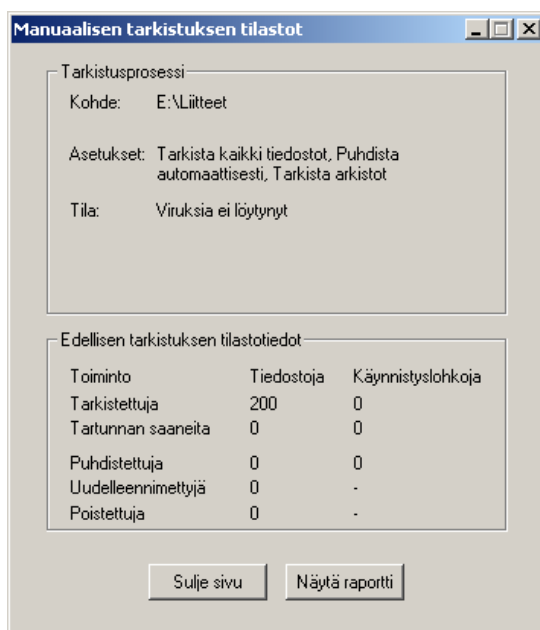 Manuaalisen tarkistuksen tilastot
Tarkistusprosessi
Kohde: E:\Liitteet
Asetukset: Tarkista kaikki tiedostot, Puhdista
automaattisesti, Tarkista arkistot
Tila: Viruksia ei löytynyt
Edellisen tarkistuksen tilastotiedot
Toiminto Tiedostoja Käynnistyslohkoja
Tarkistettuja 200 0
Tartunnan saaneita 0 0
Puhdistettuja 0 0
Uudelleennimettyjä 0 -
Poistettuja 0 -
Sulje sivu Näytä raportti